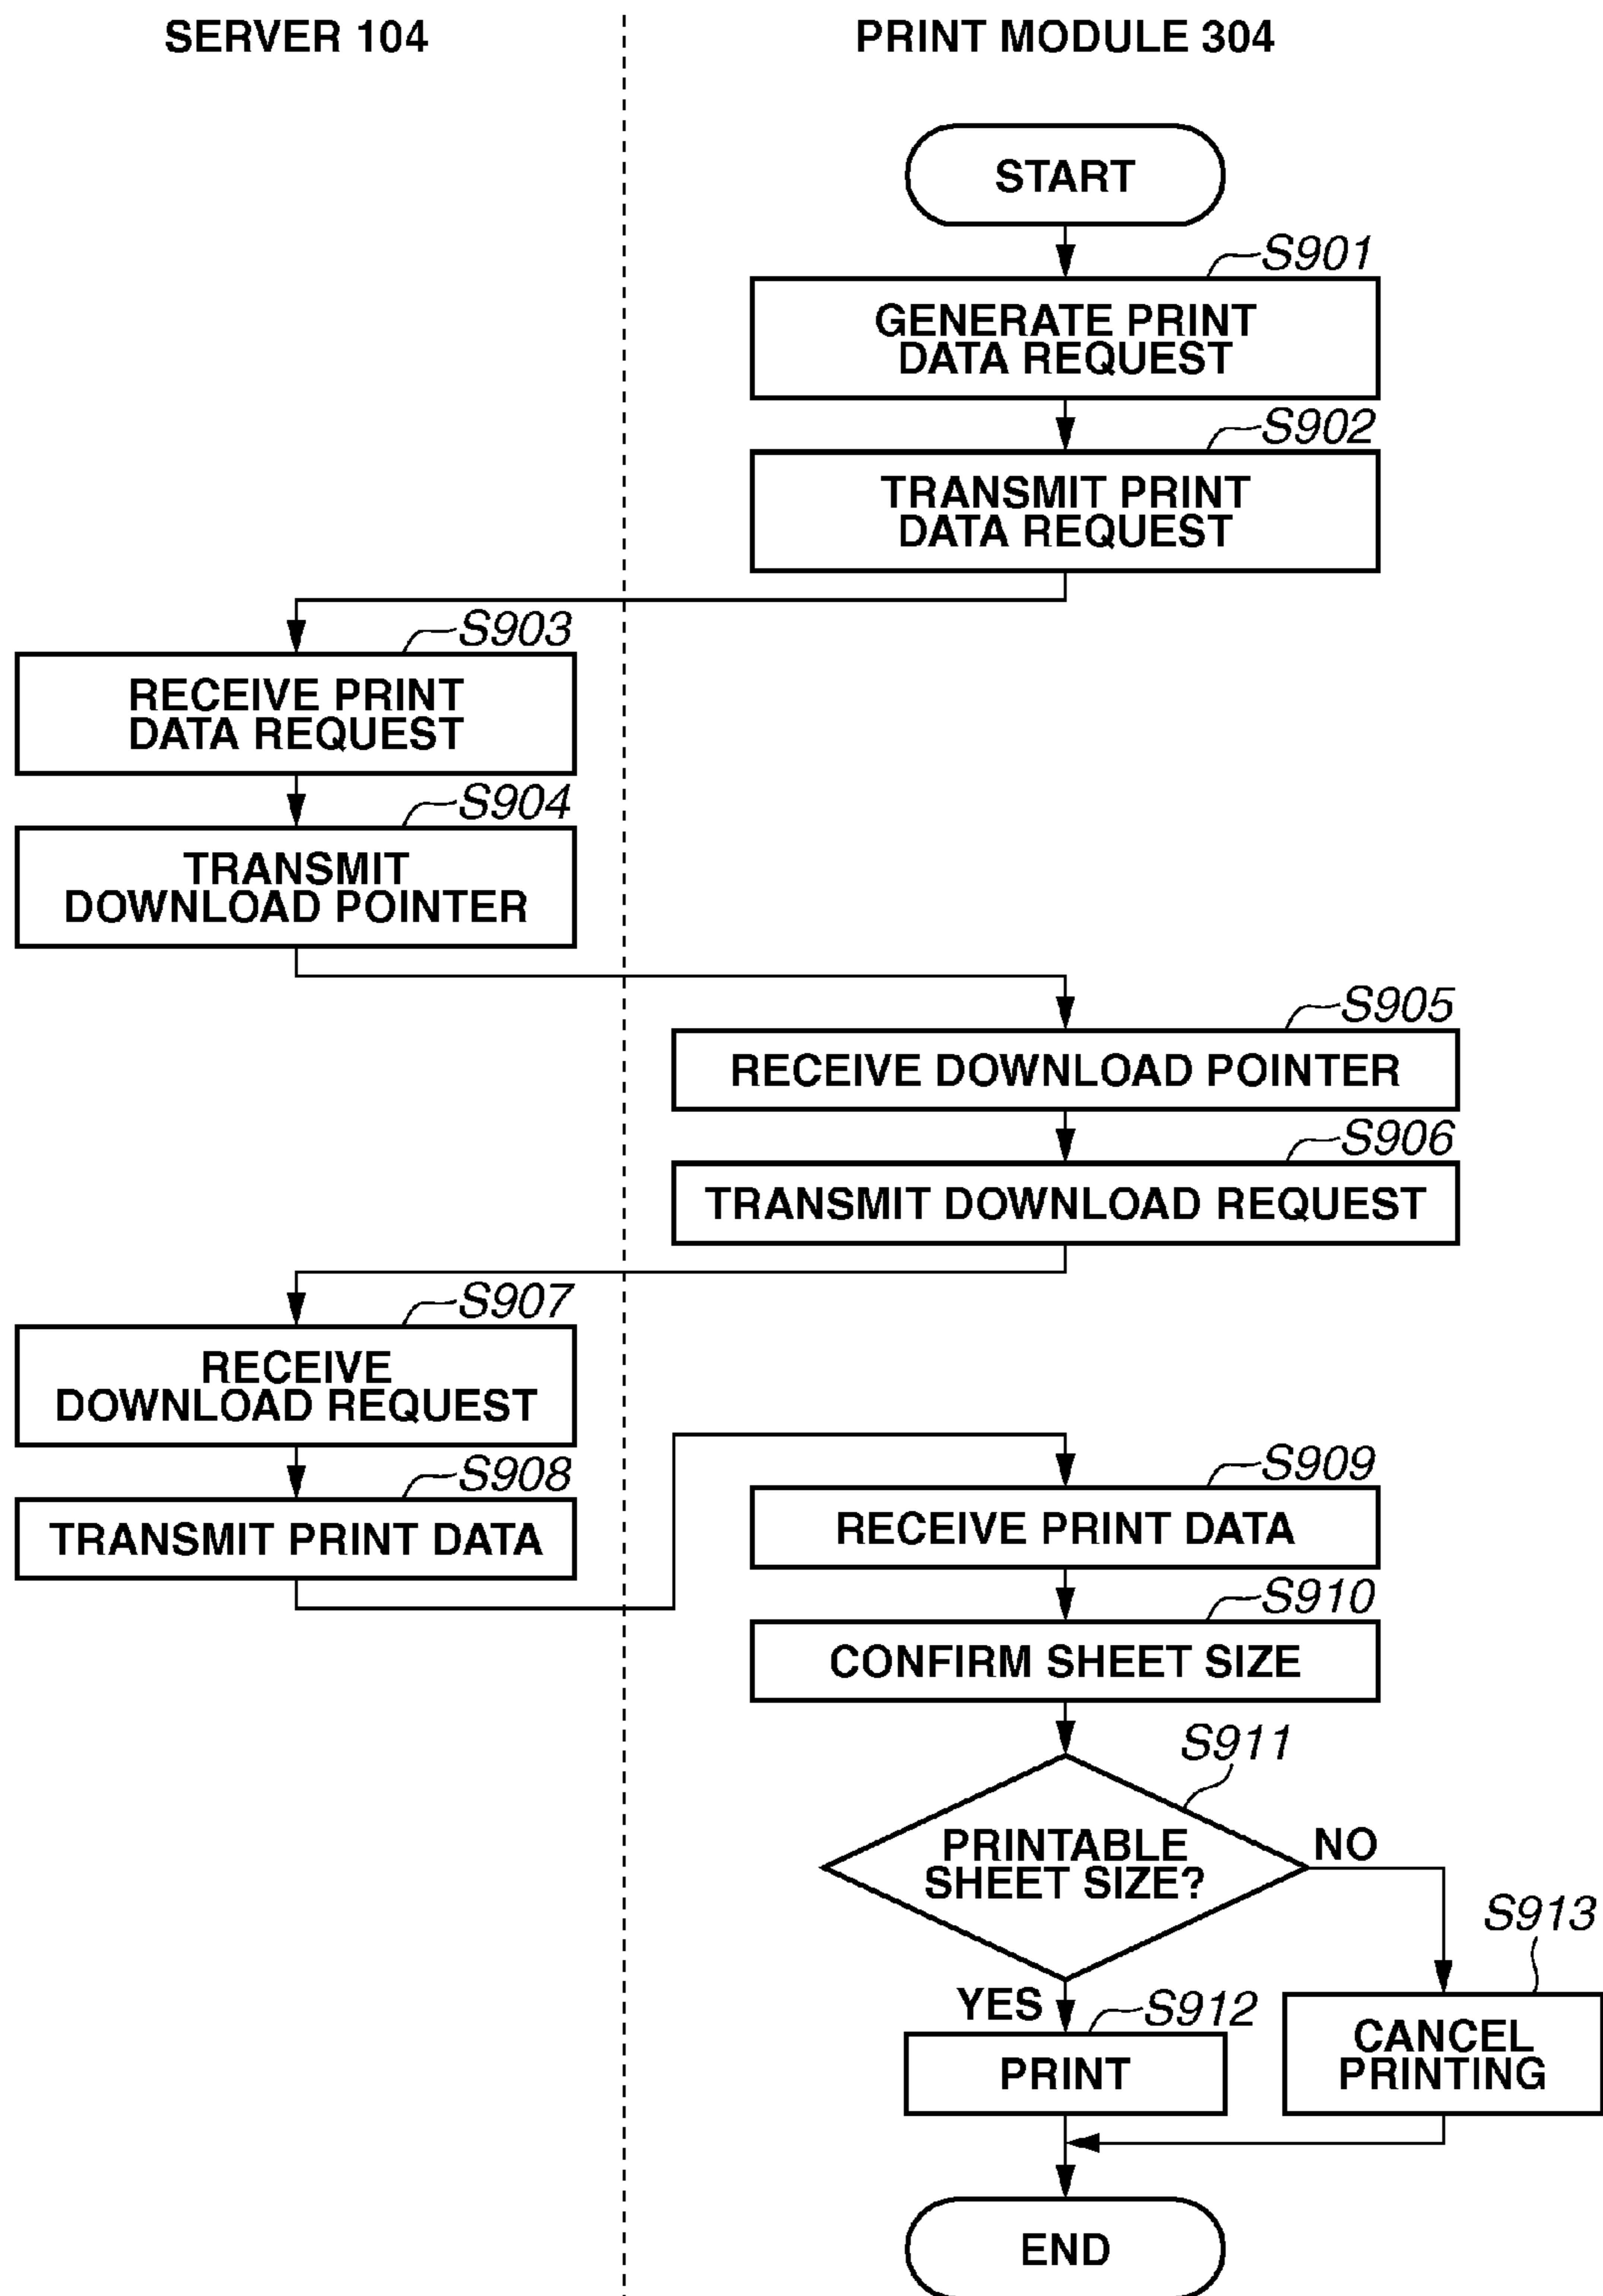 SERVER 104
PRINT MODULE 304
START
S901
GENERATE PRINT
DATA REQUEST
S902
TRANSMIT PRINT
DATA REQUEST
S903
RECEIVE PRINT
DATA REQUEST
S904
TRANSMIT
DOWNLOAD POINTER
S905
RECEIVE DOWNLOAD POINTER
S906
TRANSMIT DOWNLOAD REQUEST
S907
RECEIVE
DOWNLOAD REQUEST
S908
TRANSMIT PRINT DATA
S909
RECEIVE PRINT DATA
S910
CONFIRM SHEET SIZE
S911
PRINTABLE
SHEET SIZE?
NO
YES
S912
PRINT
S913
CANCEL
PRINTING
END